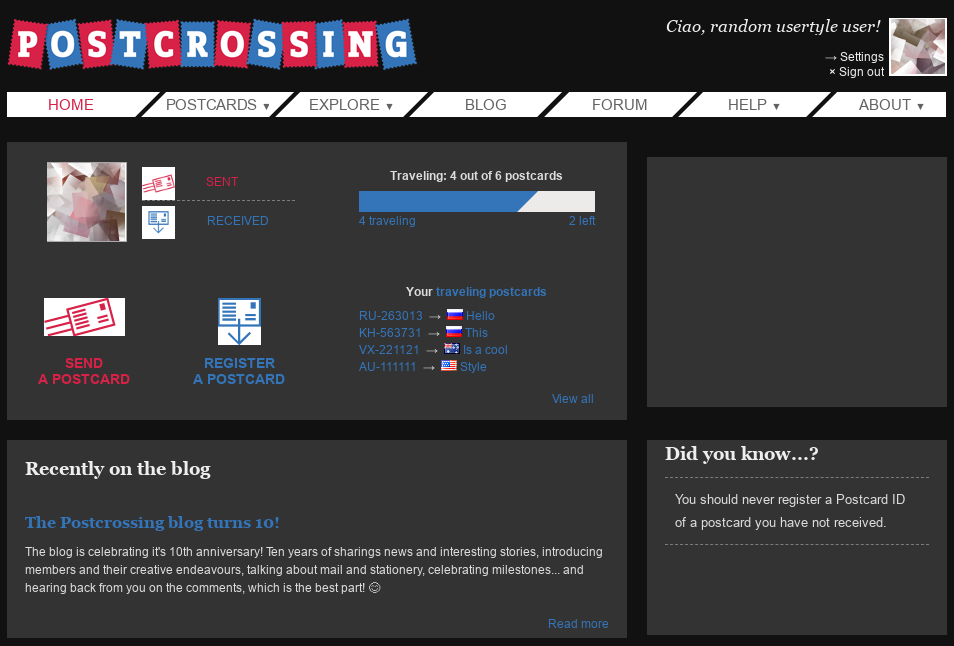 POSTCROSSING
Ciao, random usertyle user!
→ Settings
× Sign out
HOME POSTCARDS ▼ EXPLORE ▼ BLOG FORUM HELP ▼ ABOUT ▼
SENT
RECEIVED
SEND
A POSTCARD
REGISTER
A POSTCARD
Traveling: 4 out of 6 postcards
4 traveling 2 left
Your traveling postcards
RU-263013 → Hello
KH-563731 → This
VX-221121 → Is a cool
AU-111111 → Style
View all
Recently on the blog
The Postcrossing blog turns 10!
The blog is celebrating it's 10th anniversary! Ten years of sharings news and interesting stories, introducing
members and their creative endeavours, talking about mail and stationery, celebrating milestones... and
hearing back from you on the comments, which is the best part! 😊
Read more
Did you know...?
You should never register a Postcard ID
of a postcard you have not received.